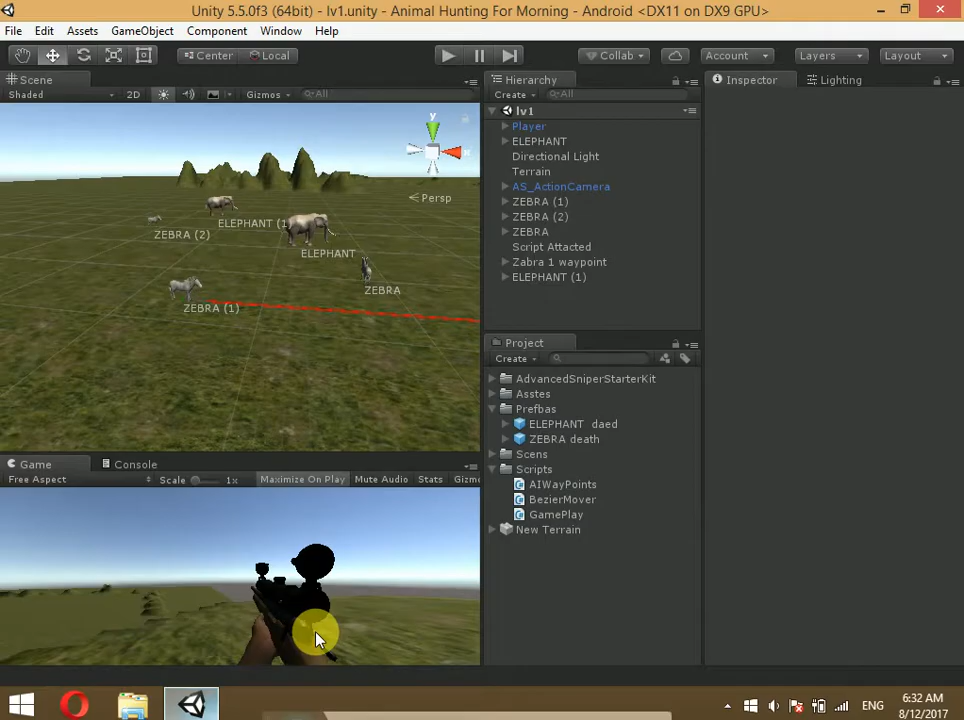 Unity 5.5.0f3 (64bit) - lv1.unity - Animal Hunting For Morning - Android <DX11 on DX9 GPU>
File Edit Assets GameObject Component Window Help
Center Local Collab Account Layers Layout
Scene
Shaded 2D Gizmos All
y
x
Persp
ELEPHANT (1
ZEBRA (2)
ELEPHANT
ZEBRA
ZEBRA (1)
Game Console
Free Aspect Scale 1x Maximize On Play Mute Audio Stats Gizmo
Hierarchy
Create All
lv1
Player
ELEPHANT
Directional Light
Terrain
AS_ActionCamera
ZEBRA (1)
ZEBRA (2)
ZEBRA
Script Attacted
Zabra 1 waypoint
ELEPHANT (1)
Project
Create
AdvancedSniperStarterKit
Asstes
Prefbas
ELEPHANT daed
ZEBRA death
Scens
Scripts
AIWayPoints
BezierMover
GamePlay
New Terrain
Inspector Lighting
ENG
6:32 AM
8/12/2017